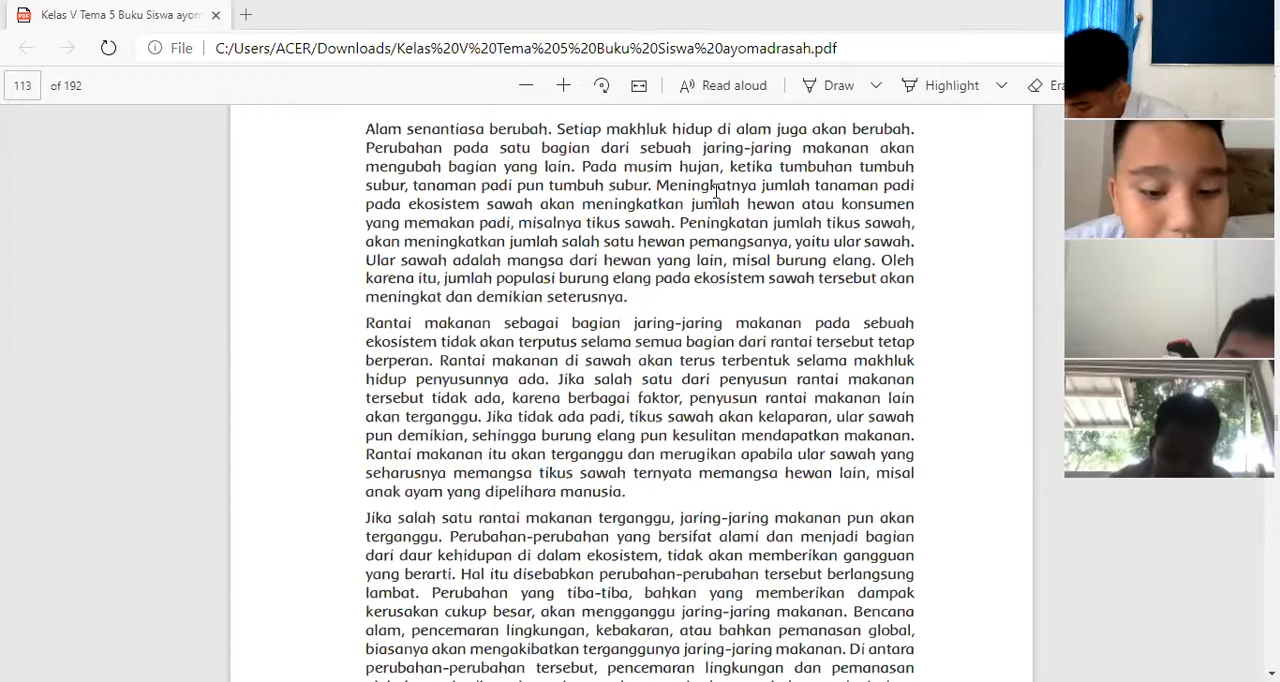 Kelas V Tema 5 Buku Siswa ayom
File C:/Users/ACER/Downloads/Kelas%20V%20Tema%205%20Buku%20Siswa%20ayomadrasah.pdf
113 of 192 Read aloud Draw Highlight
Alam senantiasa berubah. Setiap makhluk hidup di alam juga akan berubah.
Perubahan pada satu bagian dari sebuah jaring-jaring makanan akan
mengubah bagian yang lain. Pada musim hujan, ketika tumbuhan tumbuh
subur, tanaman padi pun tumbuh subur. Meningkatnya jumlah tanaman padi
pada ekosistem sawah akan meningkatkan jumlah hewan atau konsumen
yang memakan padi, misalnya tikus sawah. Peningkatan jumlah tikus sawah,
akan meningkatkan jumlah salah satu hewan pemangsanya, yaitu ular sawah.
Ular sawah adalah mangsa dari hewan yang lain, misal burung elang. Oleh
karena itu, jumlah populasi burung elang pada ekosistem sawah tersebut akan
meningkat dan demikian seterusnya.
Rantai makanan sebagai bagian jaring-jaring makanan pada sebuah
ekosistem tidak akan terputus selama semua bagian dari rantai tersebut tetap
berperan. Rantai makanan di sawah akan terus terbentuk selama makhluk
hidup penyusunnya ada. Jika salah satu dari penyusun rantai makanan
tersebut tidak ada, karena berbagai faktor, penyusun rantai makanan lain
akan terganggu. Jika tidak ada padi, tikus sawah akan kelaparan, ular sawah
pun demikian, sehingga burung elang pun kesulitan mendapatkan makanan.
Rantai makanan itu akan terganggu dan merugikan apabila ular sawah yang
seharusnya memangsa tikus sawah ternyata memangsa hewan lain, misal
anak ayam yang dipelihara manusia.
Jika salah satu rantai makanan terganggu, jaring-jaring makanan pun akan
terganggu. Perubahan-perubahan yang bersifat alami dan menjadi bagian
dari daur kehidupan di dalam ekosistem, tidak akan memberikan gangguan
yang berarti. Hal itu disebabkan perubahan-perubahan tersebut berlangsung
lambat. Perubahan yang tiba-tiba, bahkan yang memberikan dampak
kerusakan cukup besar, akan mengganggu jaring-jaring makanan. Bencana
alam, pencemaran lingkungan, kebakaran, atau bahkan pemanasan global,
biasanya akan mengakibatkan terganggunya jaring-jaring makanan. Di antara
perubahan-perubahan tersebut, pencemaran lingkungan dan pemanasan